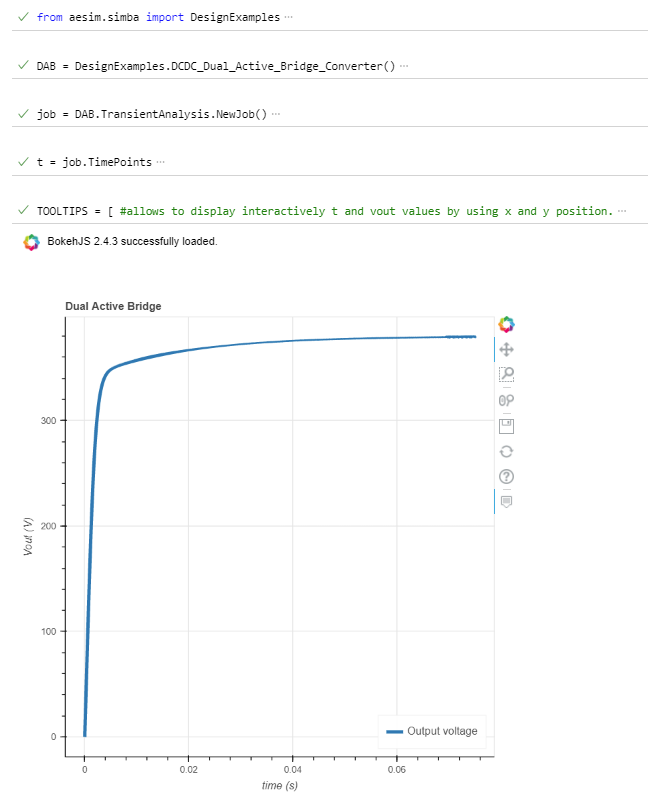 from aesim.simba import DesignExamples ···
DAB = DesignExamples.DCDC_Dual_Active_Bridge_Converter() ···
job = DAB.TransientAnalysis.NewJob() ···
t = job.TimePoints ···
TOOLTIPS = [ #allows to display interactively t and vout values by using x and y position. ···
BokehJS 2.4.3 successfully loaded.
Dual Active Bridge
300
200
100
0
Vout (V)
Output voltage
0
0.02
0.04
0.06
time (s)